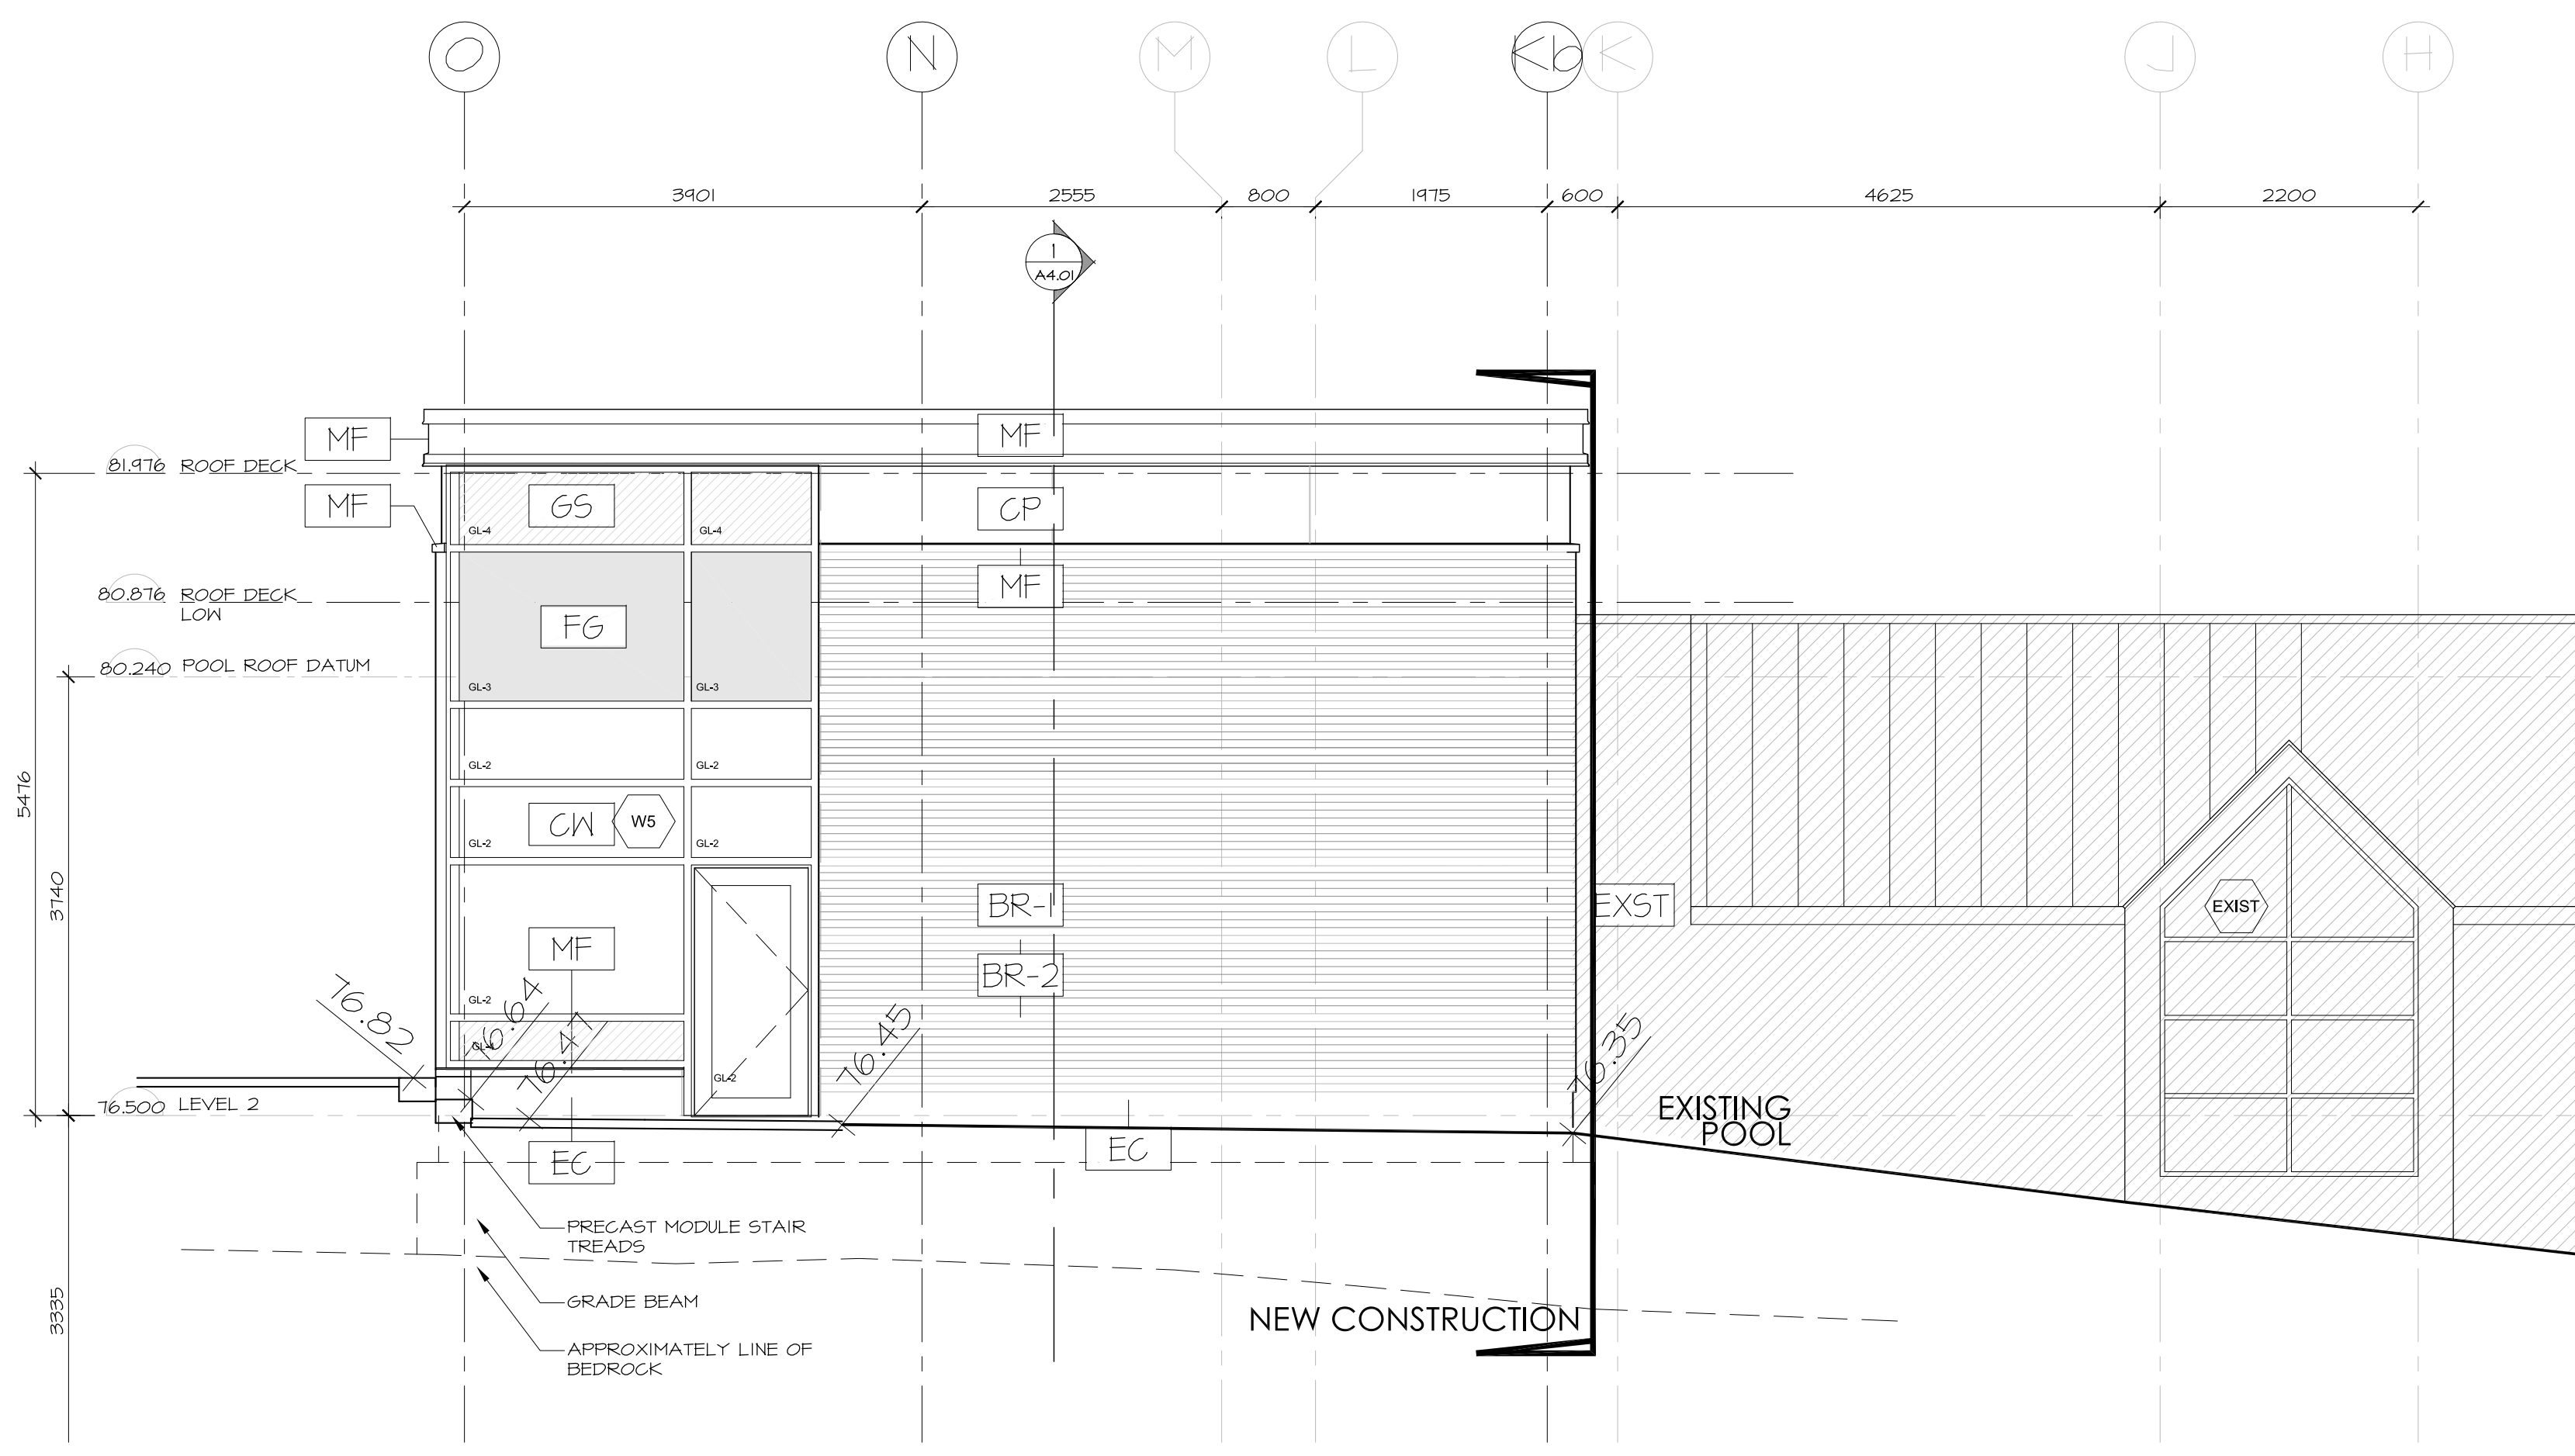 O
N
M
L
Kb
K
J
H
3901
2555
800
1975
600
4625
2200
1
A4.01
MF
MF
81.976 ROOF DECK
MF
GS
CP
GL-4
GL-4
80.876 ROOF DECK
LOW
MF
FG
80.240 POOL ROOF DATUM
GL-3
GL-3
GL-2
GL-2
5476
CW
W5
GL-2
GL-2
3740
BR-1
EXST
EXIST
MF
BR-2
GL-2
76.82
76.64
76.47
76.45
76.35
GL-4
GL-2
76.500 LEVEL 2
EXISTING
POOL
EC
EC
PRECAST MODULE STAIR
TREADS
GRADE BEAM
3335
NEW CONSTRUCTION
APPROXIMATELY LINE OF
BEDROCK